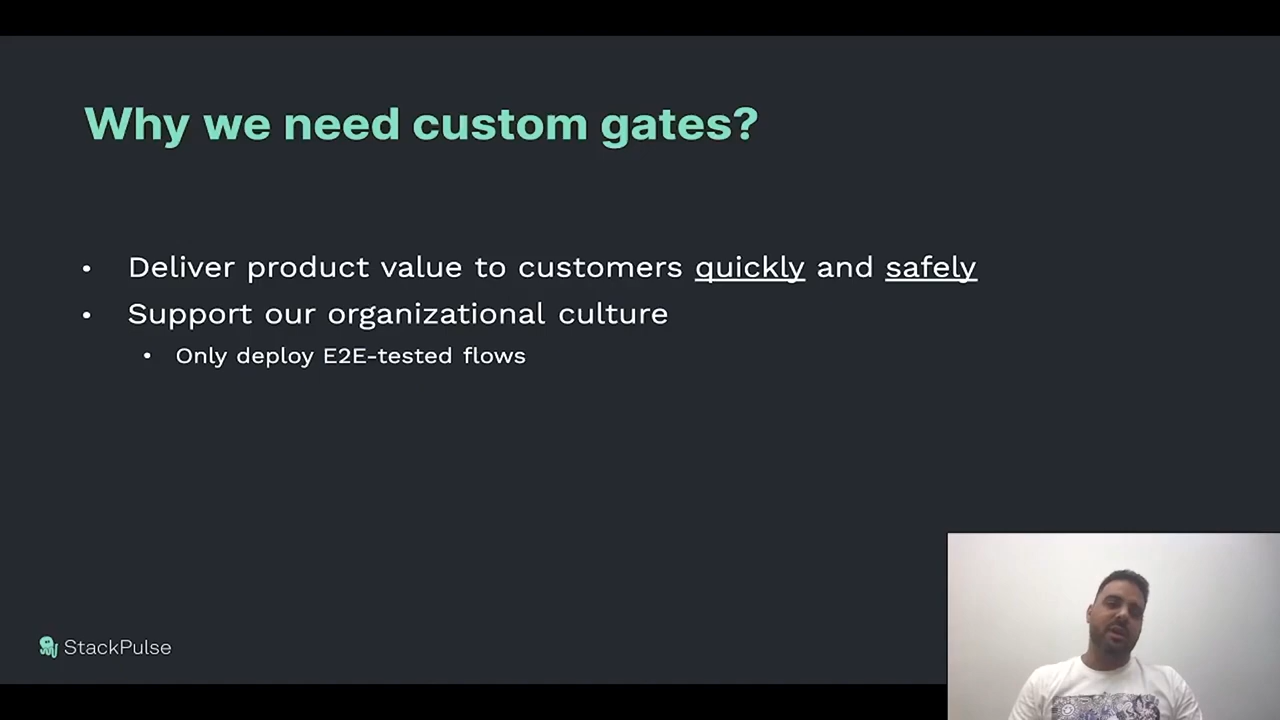 Why we need custom gates?
• Deliver product value to customers quickly and safely
• Support our organizational culture
• Only deploy E2E-tested flows
StackPulse